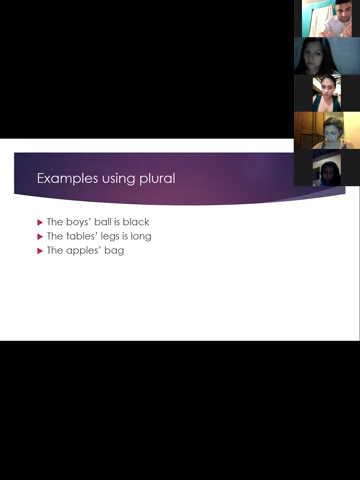 Examples using plural
The boys' ball is black
The tables' legs is long
The apples' bag